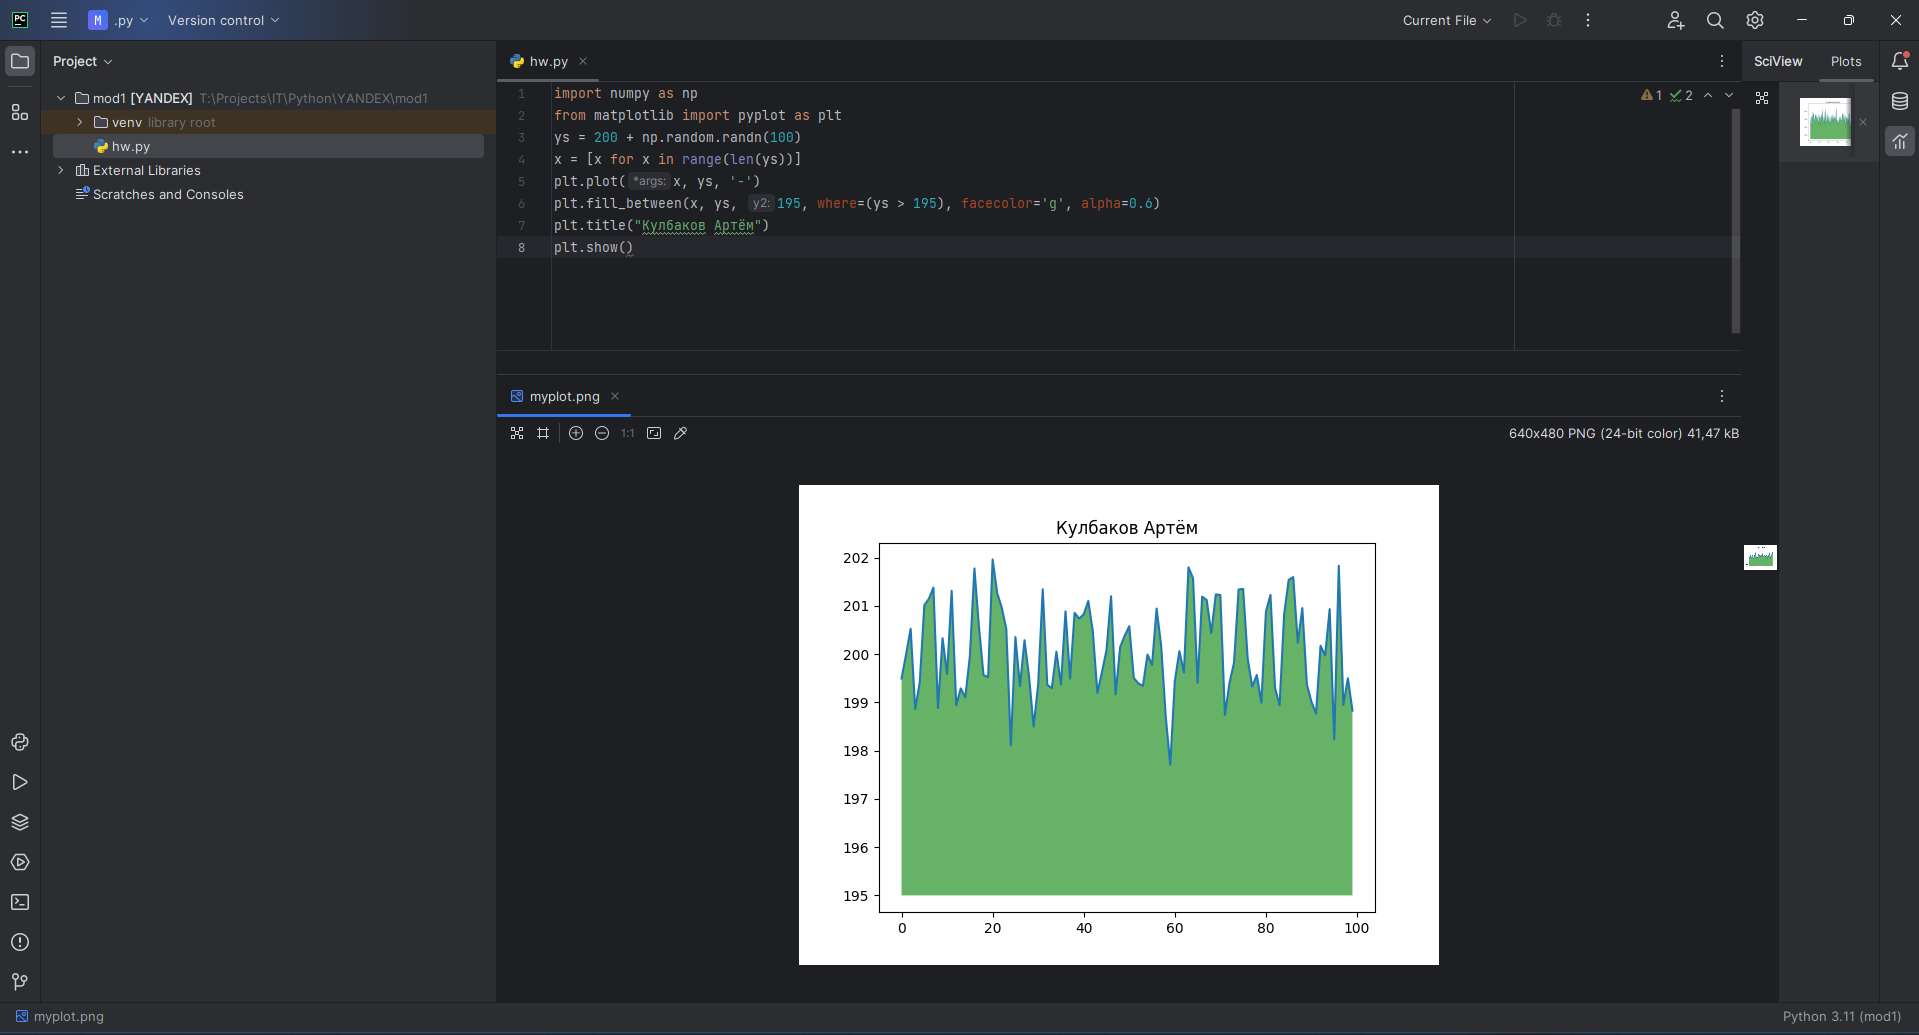 PC
M .py Version control Current File
Project
hw.py
SciView Plots
mod1 [YANDEX] T:\Projects\IT\Python\YANDEX\mod1
venv library root
hw.py
External Libraries
Scratches and Consoles
1 import numpy as np
2 from matplotlib import pyplot as plt
3 ys = 200 + np.random.randn(100)
4 x = [x for x in range(len(ys))]
5 plt.plot( *args: x, ys, '-')
6 plt.fill_between(x, ys, y2: 195, where=(ys > 195), facecolor='g', alpha=0.6)
7 plt.title("Кулбаков Артём")
8 plt.show()
1 2
myplot.png
1:1
640x480 PNG (24-bit color) 41,47 kB
Кулбаков Артём
202
201
200
199
198
197
196
195
0 20 40 60 80 100
myplot.png
Python 3.11 (mod1)